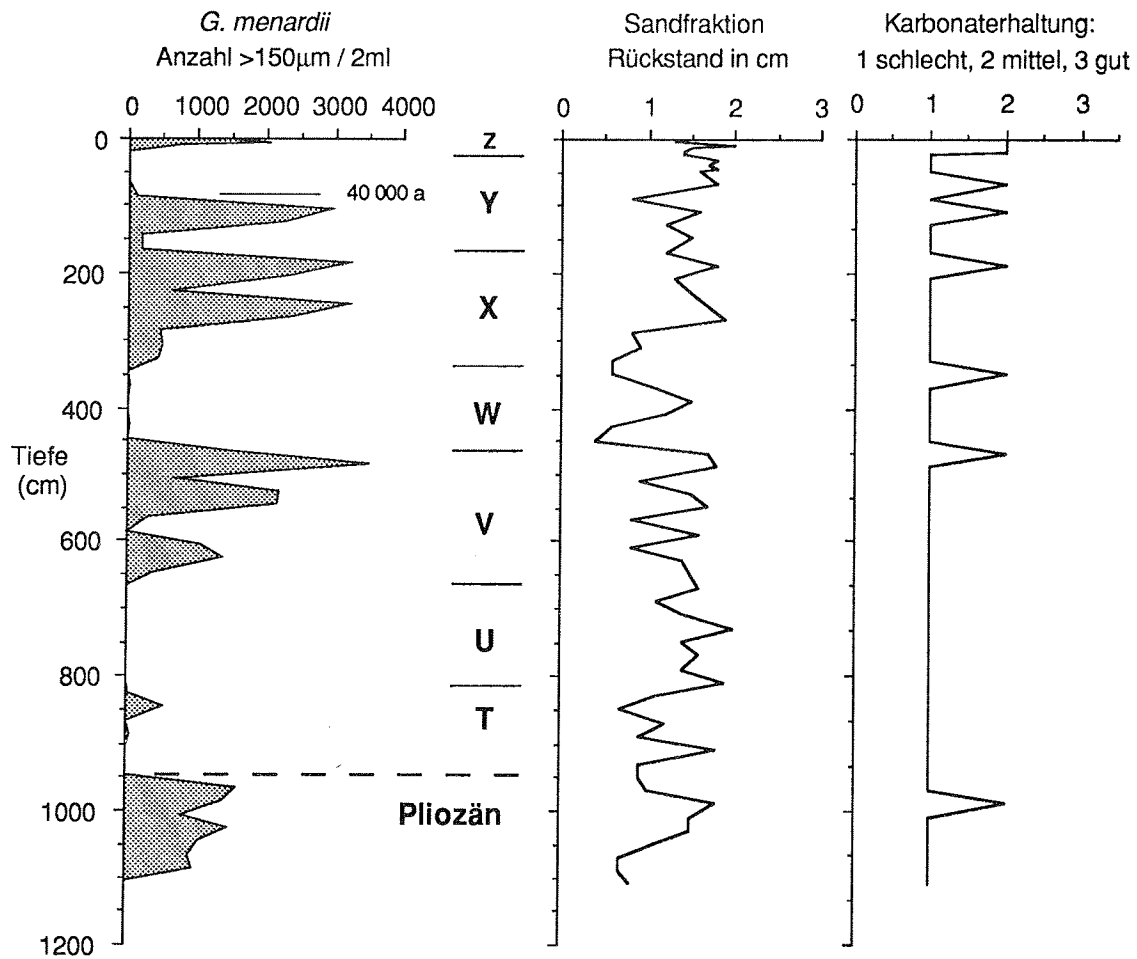 G. menardii
Anzahl >150µm / 2ml
0 1000 2000 3000 4000
Sandfraktion
Rückstand in cm
0 1 2 3
Karbonaterhaltung:
1 schlecht, 2 mittel, 3 gut
0 1 2 3
0
200
400
600
800
1000
1200
Tiefe
(cm)
40 000 a
Z
Y
X
W
V
U
T
Pliozän